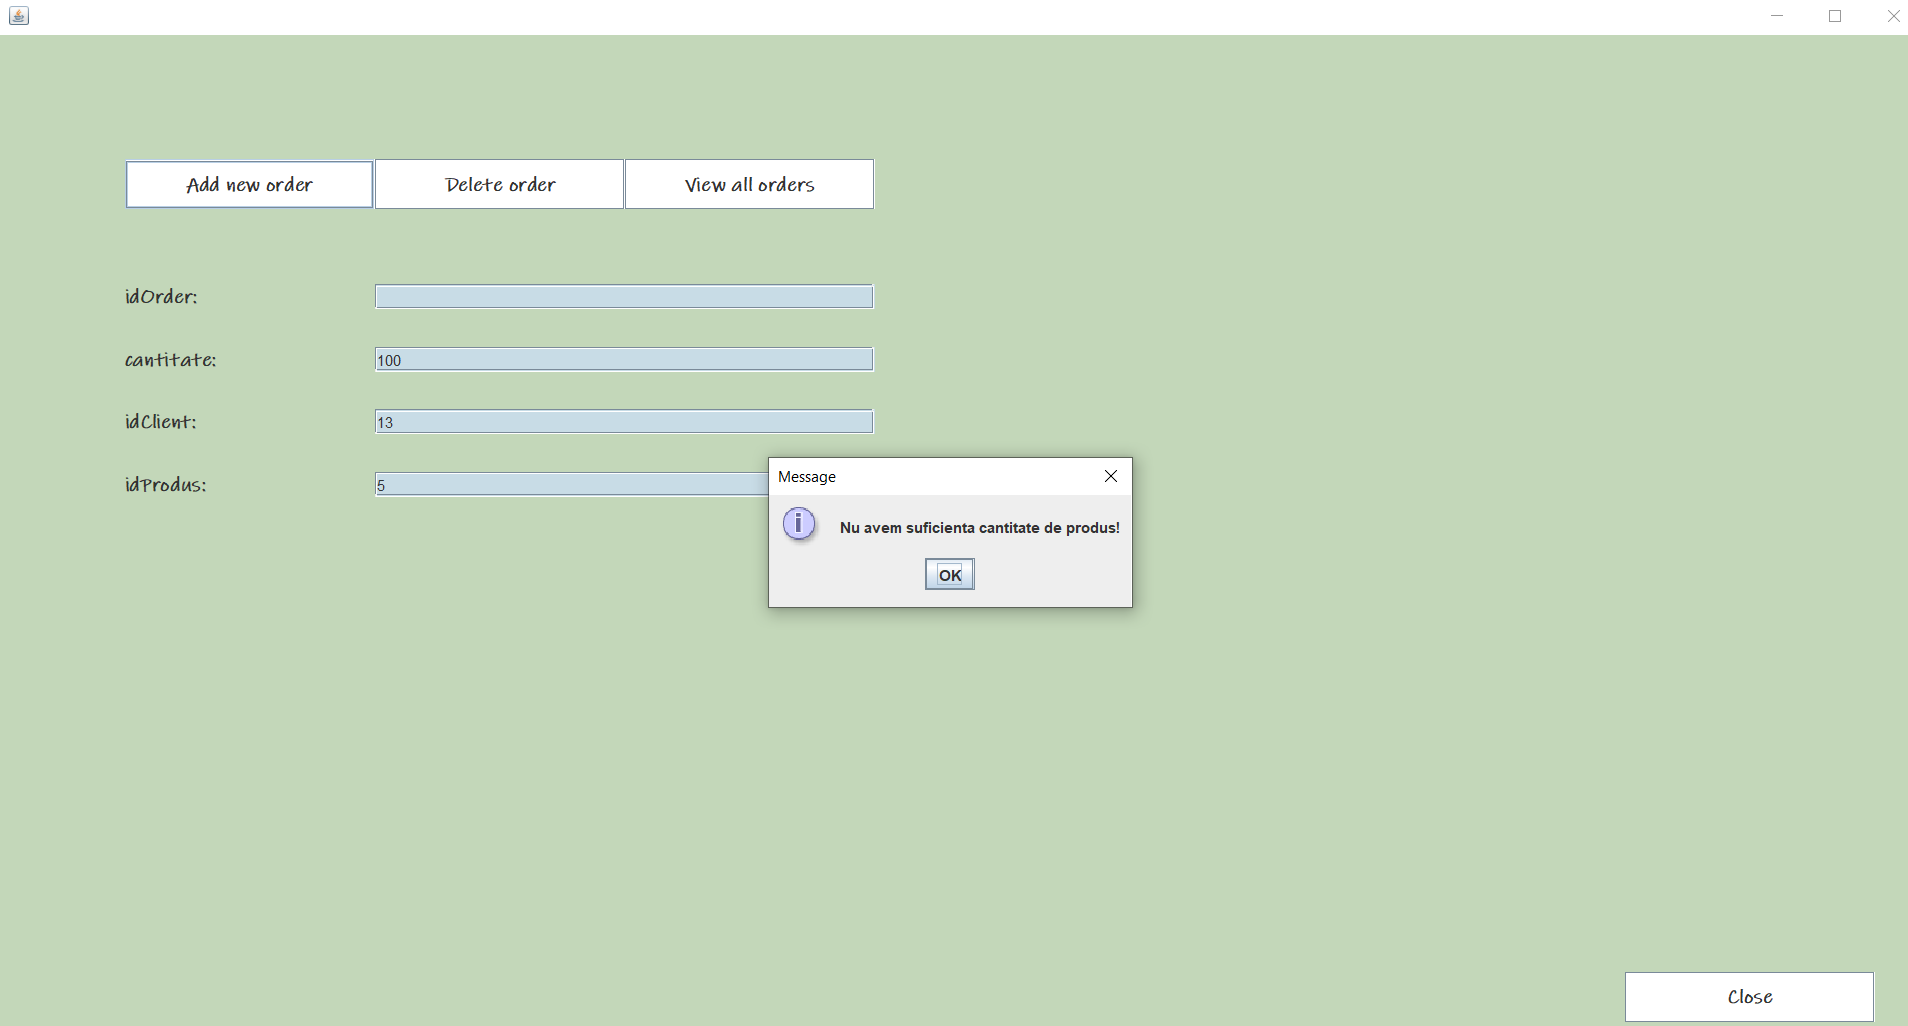 Add new order
Delete order
View all orders
idOrder:
cantitate:
100
idClient:
13
idProdus:
5
Message
Nu avem suficienta cantitate de produs!
OK
Close